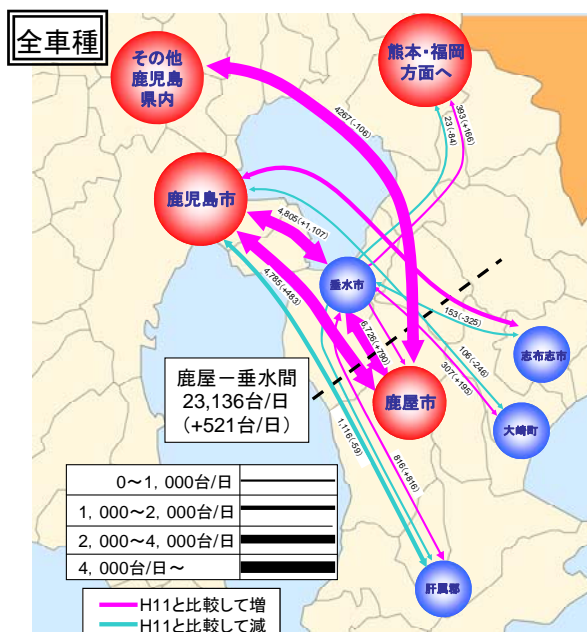 全車種
その他
鹿児島
県内
熊本・福岡
方面へ
4267(-106)
23(-84)
393(+166)
鹿児島市
4,805(+1,107)
垂水市
4,785(+483)
153(-325)
志布志市
6,726(+790)
106(-246)
307(+195)
鹿屋-垂水間
23,136台/日
(+521台/日)
鹿屋市
大崎町
1,116(-59)
816(+816)
0~1, 000台/日
1, 000~2, 000台/日
2, 000~4, 000台/日
4, 000台/日~
肝属郡
H11と比較して増
H11と比較して減